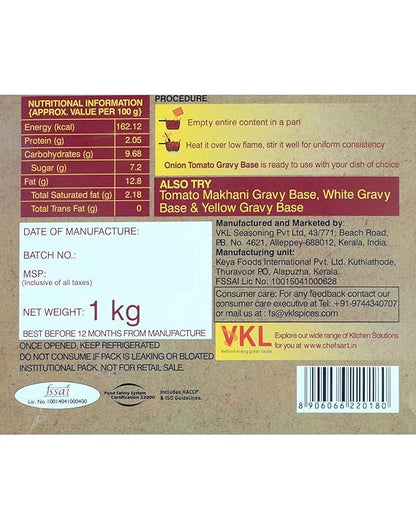 NUTRITIONAL INFORMATION
{APPROX. VALUE PER 100 g}
Energy (kcal) 162.12
Protein (g) 2.05
Carbohydrates (g) 9.68
Sugar (g) 7.2
Fat (g) 12.8
Total Saturated fat (g) 2.18
Total Trans Fat (g) 0
PROCEDURE
Empty entire content in a pan
Heat it over low flame, stir it well for uniform consistency
Onion Tomato Gravy Base is ready to use with your dish of choice
ALSO TRY
Tomato Makhani Gravy Base, White Gravy
Base & Yellow Gravy Base
DATE OF MANUFACTURE:
BATCH NO.:
MSP:
(Inclusive of all taxes)
NET WEIGHT: 1 kg
BEST BEFORE 12 MONTHS FROM MANUFACTURE
ONCE OPENED, KEEP REFRIGERATED
DO NOT CONSUME IF PACK IS LEAKING OR BLOATED
INSTITUTIONAL PACK. NOT FOR RETAIL SALE.
Manufactured and Marketed by:
VKL Seasoning Pvt Ltd, 43/771; Beach Road,
PB. No. 4621, Alleppey-688012, Kerala, India.
Manufacturing unit:
Keya Foods International Pvt. Ltd. Kuthiathode,
Thuravoor PO. Alapuzha, Kerala.
FSSAI Lic No: 10015041000628
Consumer care: For any feedback contact our
consumer care executive at : Tel: +91-9744340707
or mail us at : fs@vklspices.com
VKL
Behind every great taste
Explore our wide range of Kitchen Solutions
for you at www.chefsart.in
fssai
Lic. No. 10014041000400
Food Safety System
Certification 22000
Includes HACCP
& ISO Guidelines.
8 906066 220180